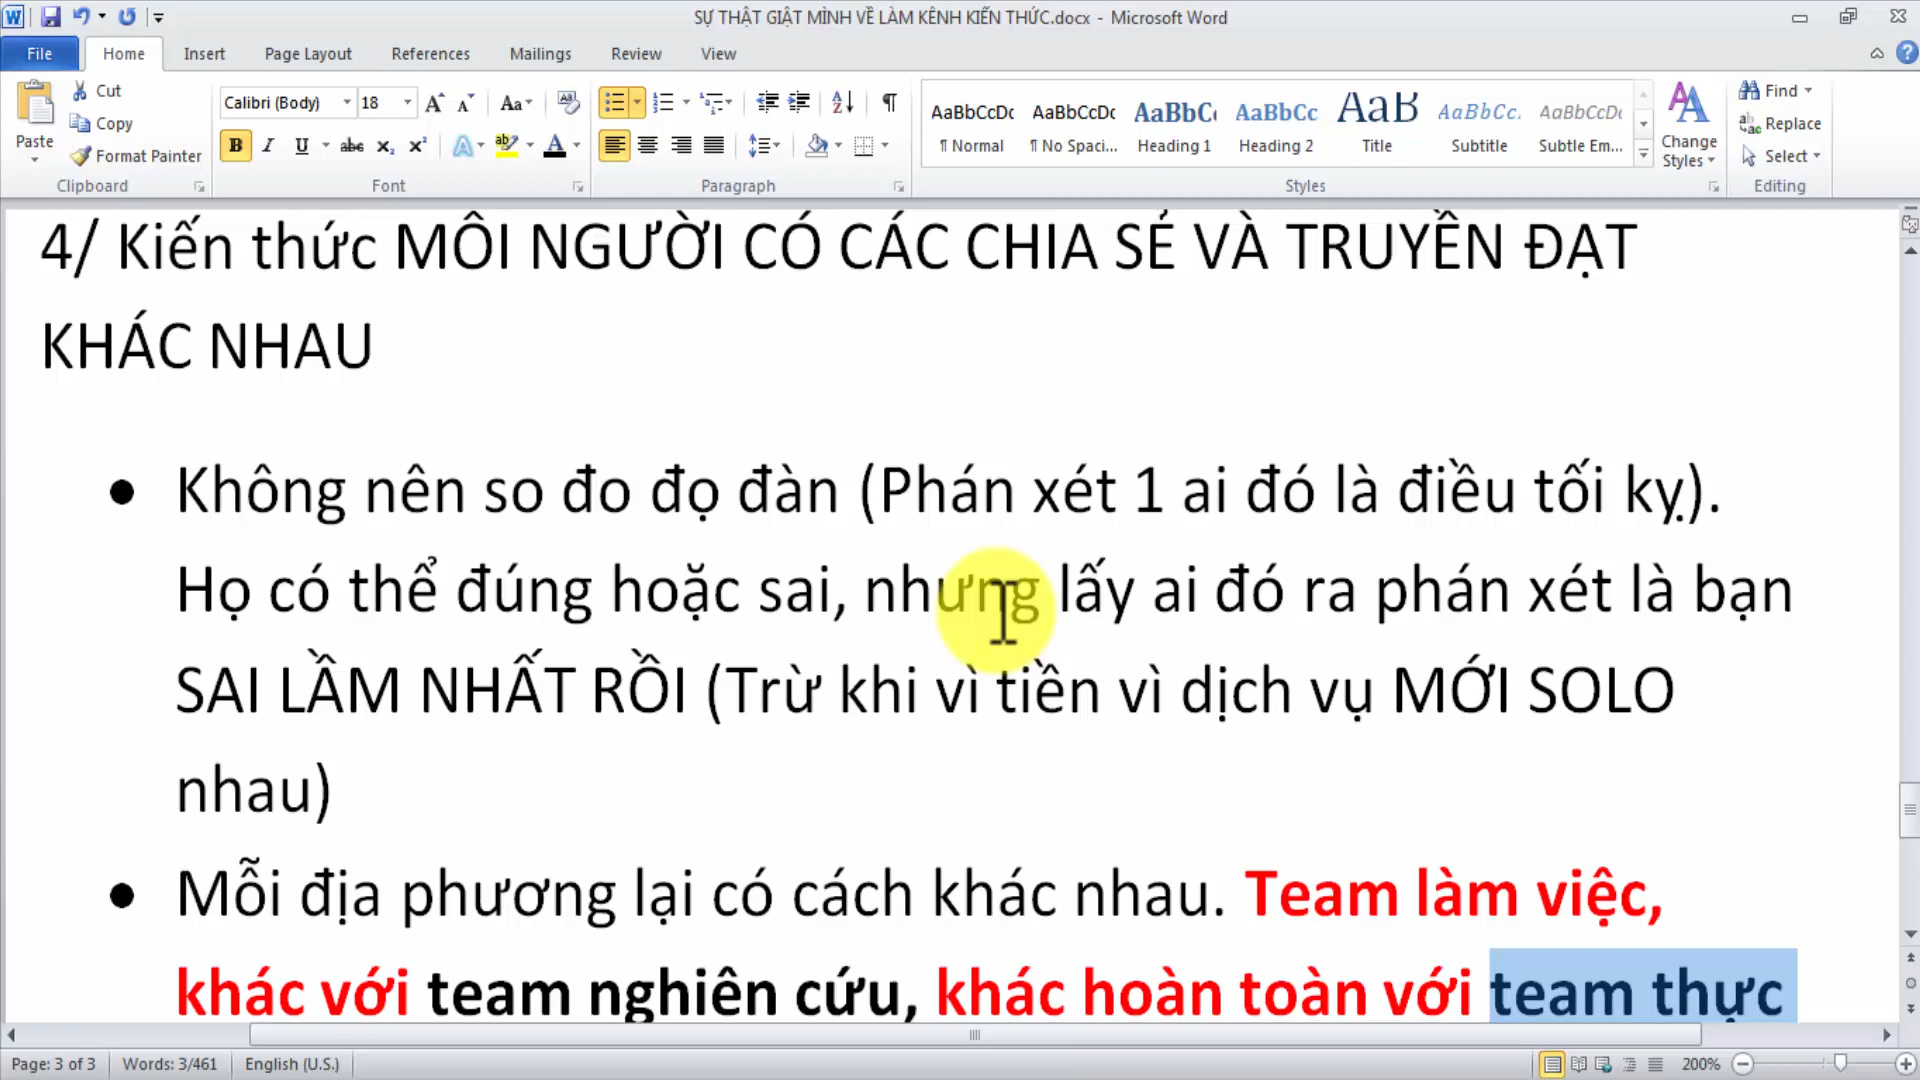 SỰ THẬT GIẬT MÌNH VỀ LÀM KÊNH KIẾN THỨC.docx - Microsoft Word
File Home Insert Page Layout References Mailings Review View
Paste
Cut
Copy
Format Painter
Clipboard
Calibri (Body) 18
Font
Paragraph
AaBbCcDc AaBbCcDc AaBbC AaBbCc AaB AaBbCc. AaBbCcDc
¶ Normal ¶ No Spaci... Heading 1 Heading 2 Title Subtitle Subtle Em...
Styles
Change Styles
Find
Replace
Select
Editing
4/ Kiến thức MÔI NGƯỜI CÓ CÁC CHIA SẺ VÀ TRUYỀN ĐẠT
KHÁC NHAU
● Không nên so đo đọ đàn (Phán xét 1 ai đó là điều tối kỵ).
Họ có thể đúng hoặc sai, nhưng lấy ai đó ra phán xét là bạn
SAI LẦM NHẤT RỒI (Trừ khi vì tiền vì dịch vụ MỚI SOLO
nhau)
● Mỗi địa phương lại có cách khác nhau. Team làm việc,
khác với team nghiên cứu, khác hoàn toàn với team thực
Page: 3 of 3 Words: 3/461 English (U.S.) 200%